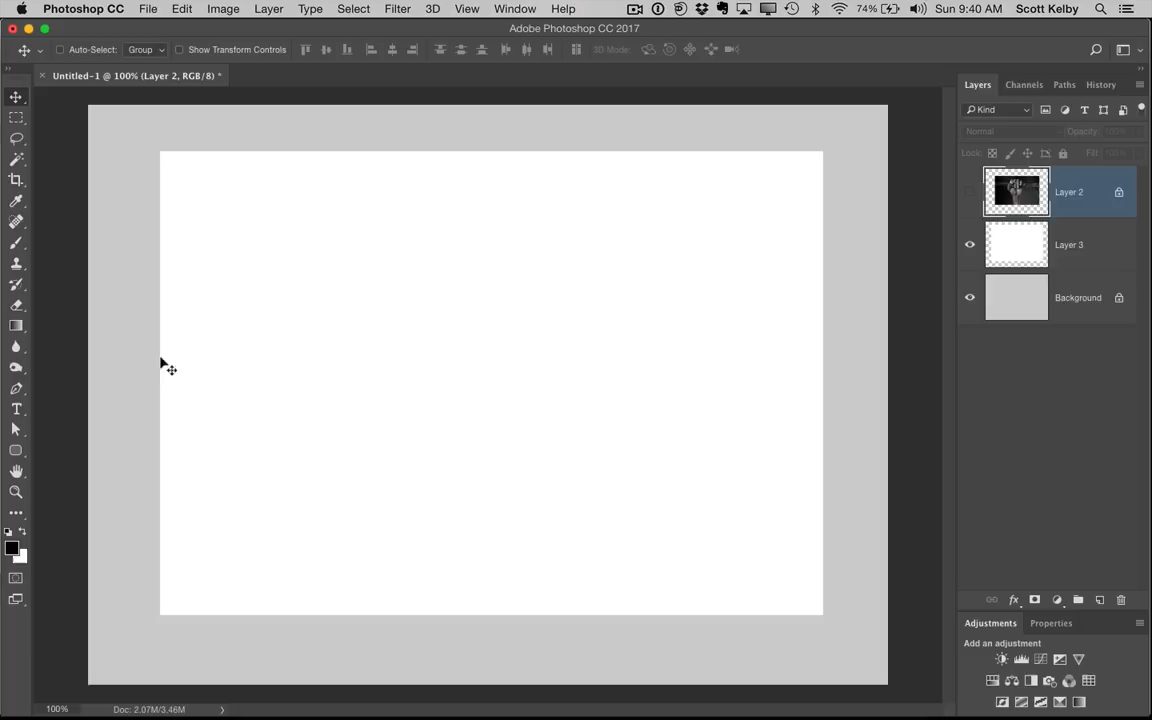 Photoshop CC File Edit Image Layer Type Select Filter 3D View Window Help 74% Sun 9:40 AM Scott Kelby
Adobe Photoshop CC 2017
Auto-Select: Group Show Transform Controls 3D Mode:
Untitled-1 @ 100% (Layer 2, RGB/8) *
Layers Channels Paths History
Kind
Normal Opacity: 100%
Lock: Fill: 100%
Layer 2
Layer 3
Background
Adjustments Properties
Add an adjustment
100% Doc: 2.07M/3.46M